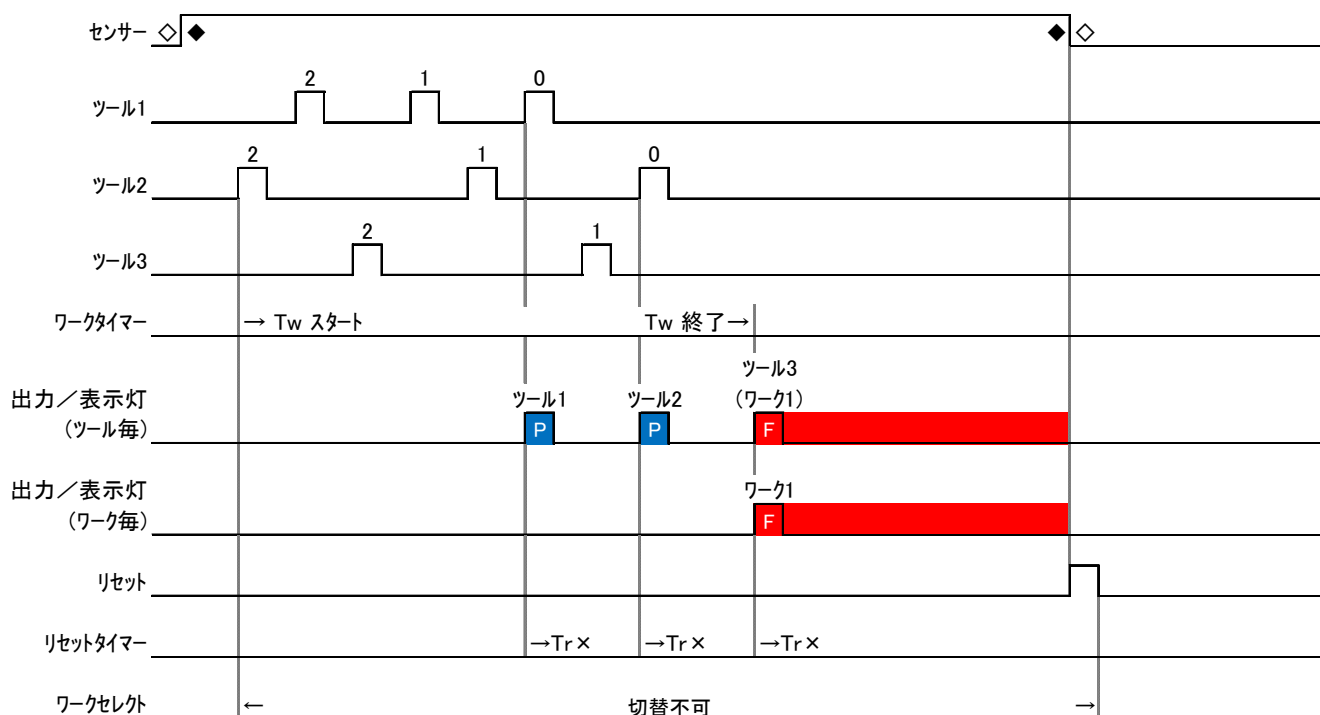 センサー ◇ ◆ ◆ ◇
2 1 0
ツール1
2 1 0
ツール2
2 1
ツール3
ワークタイマー → Tw スタート Tw 終了→
ツール3
出力／表示灯 ツール1 ツール2 （ワーク1）
（ツール毎） P P F
出力／表示灯 ワーク1
（ワーク毎） F
リセット
リセットタイマー →Tr× →Tr× →Tr×
ワークセレクト ← 切替不可 →